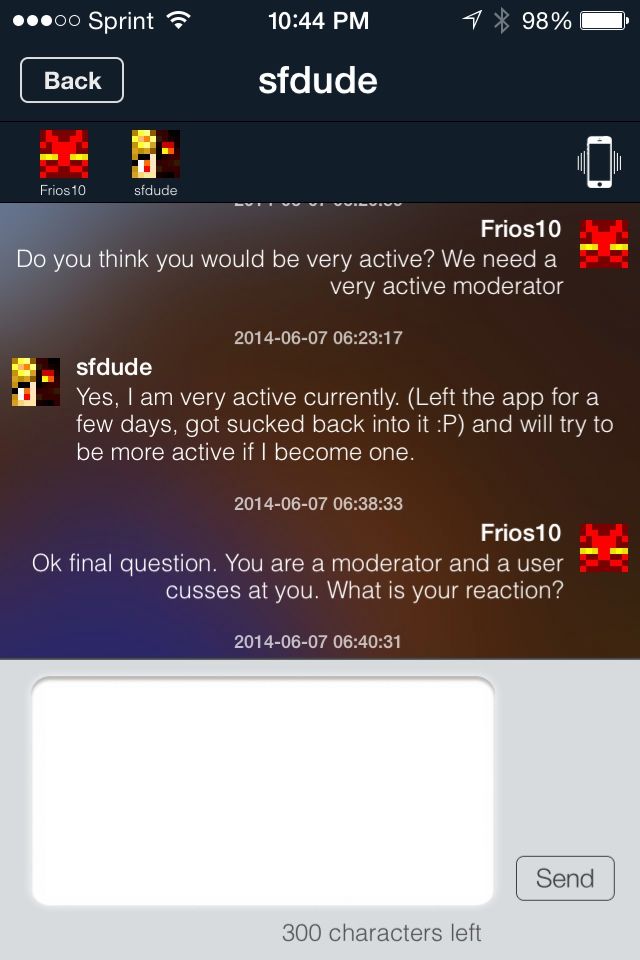 Sprint 10:44 PM 98%
Back sfdude
Frios10 sfdude
Frios10
Do you think you would be very active? We need a
very active moderator
2014-06-07 06:23:17
sfdude
Yes, I am very active currently. (Left the app for a
few days, got sucked back into it :P) and will try to
be more active if I become one.
2014-06-07 06:38:33
Frios10
Ok final question. You are a moderator and a user
cusses at you. What is your reaction?
2014-06-07 06:40:31
Send
300 characters left